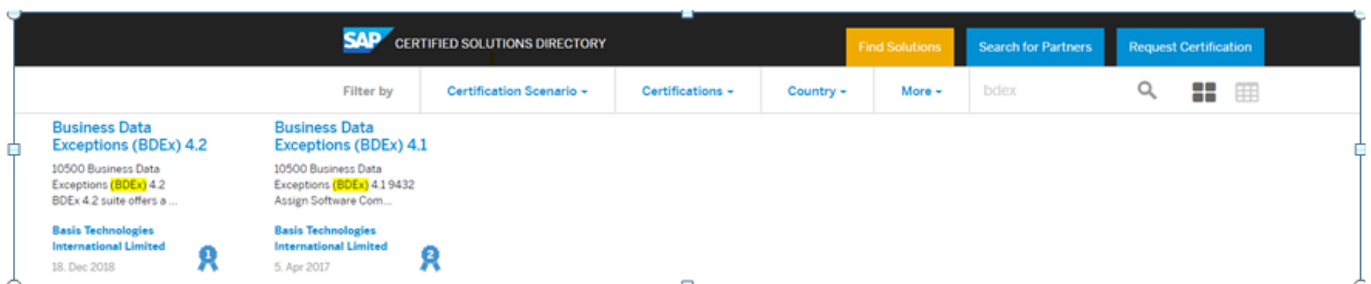 SAP CERTIFIED SOLUTIONS DIRECTORY
Find Solutions
Search for Partners
Request Certification
Filter by
Certification Scenario
Certifications
Country
More
bdex
Business Data
Exceptions (BDEx) 4.2
10500 Business Data
Exceptions (BDEx) 4.2
BDEx 4.2 suite offers a ...
Basis Technologies
International Limited
18. Dec 2018
1
Business Data
Exceptions (BDEx) 4.1
10500 Business Data
Exceptions (BDEx) 4.1 9432
Assign Software Com...
Basis Technologies
International Limited
5. Apr 2017
2